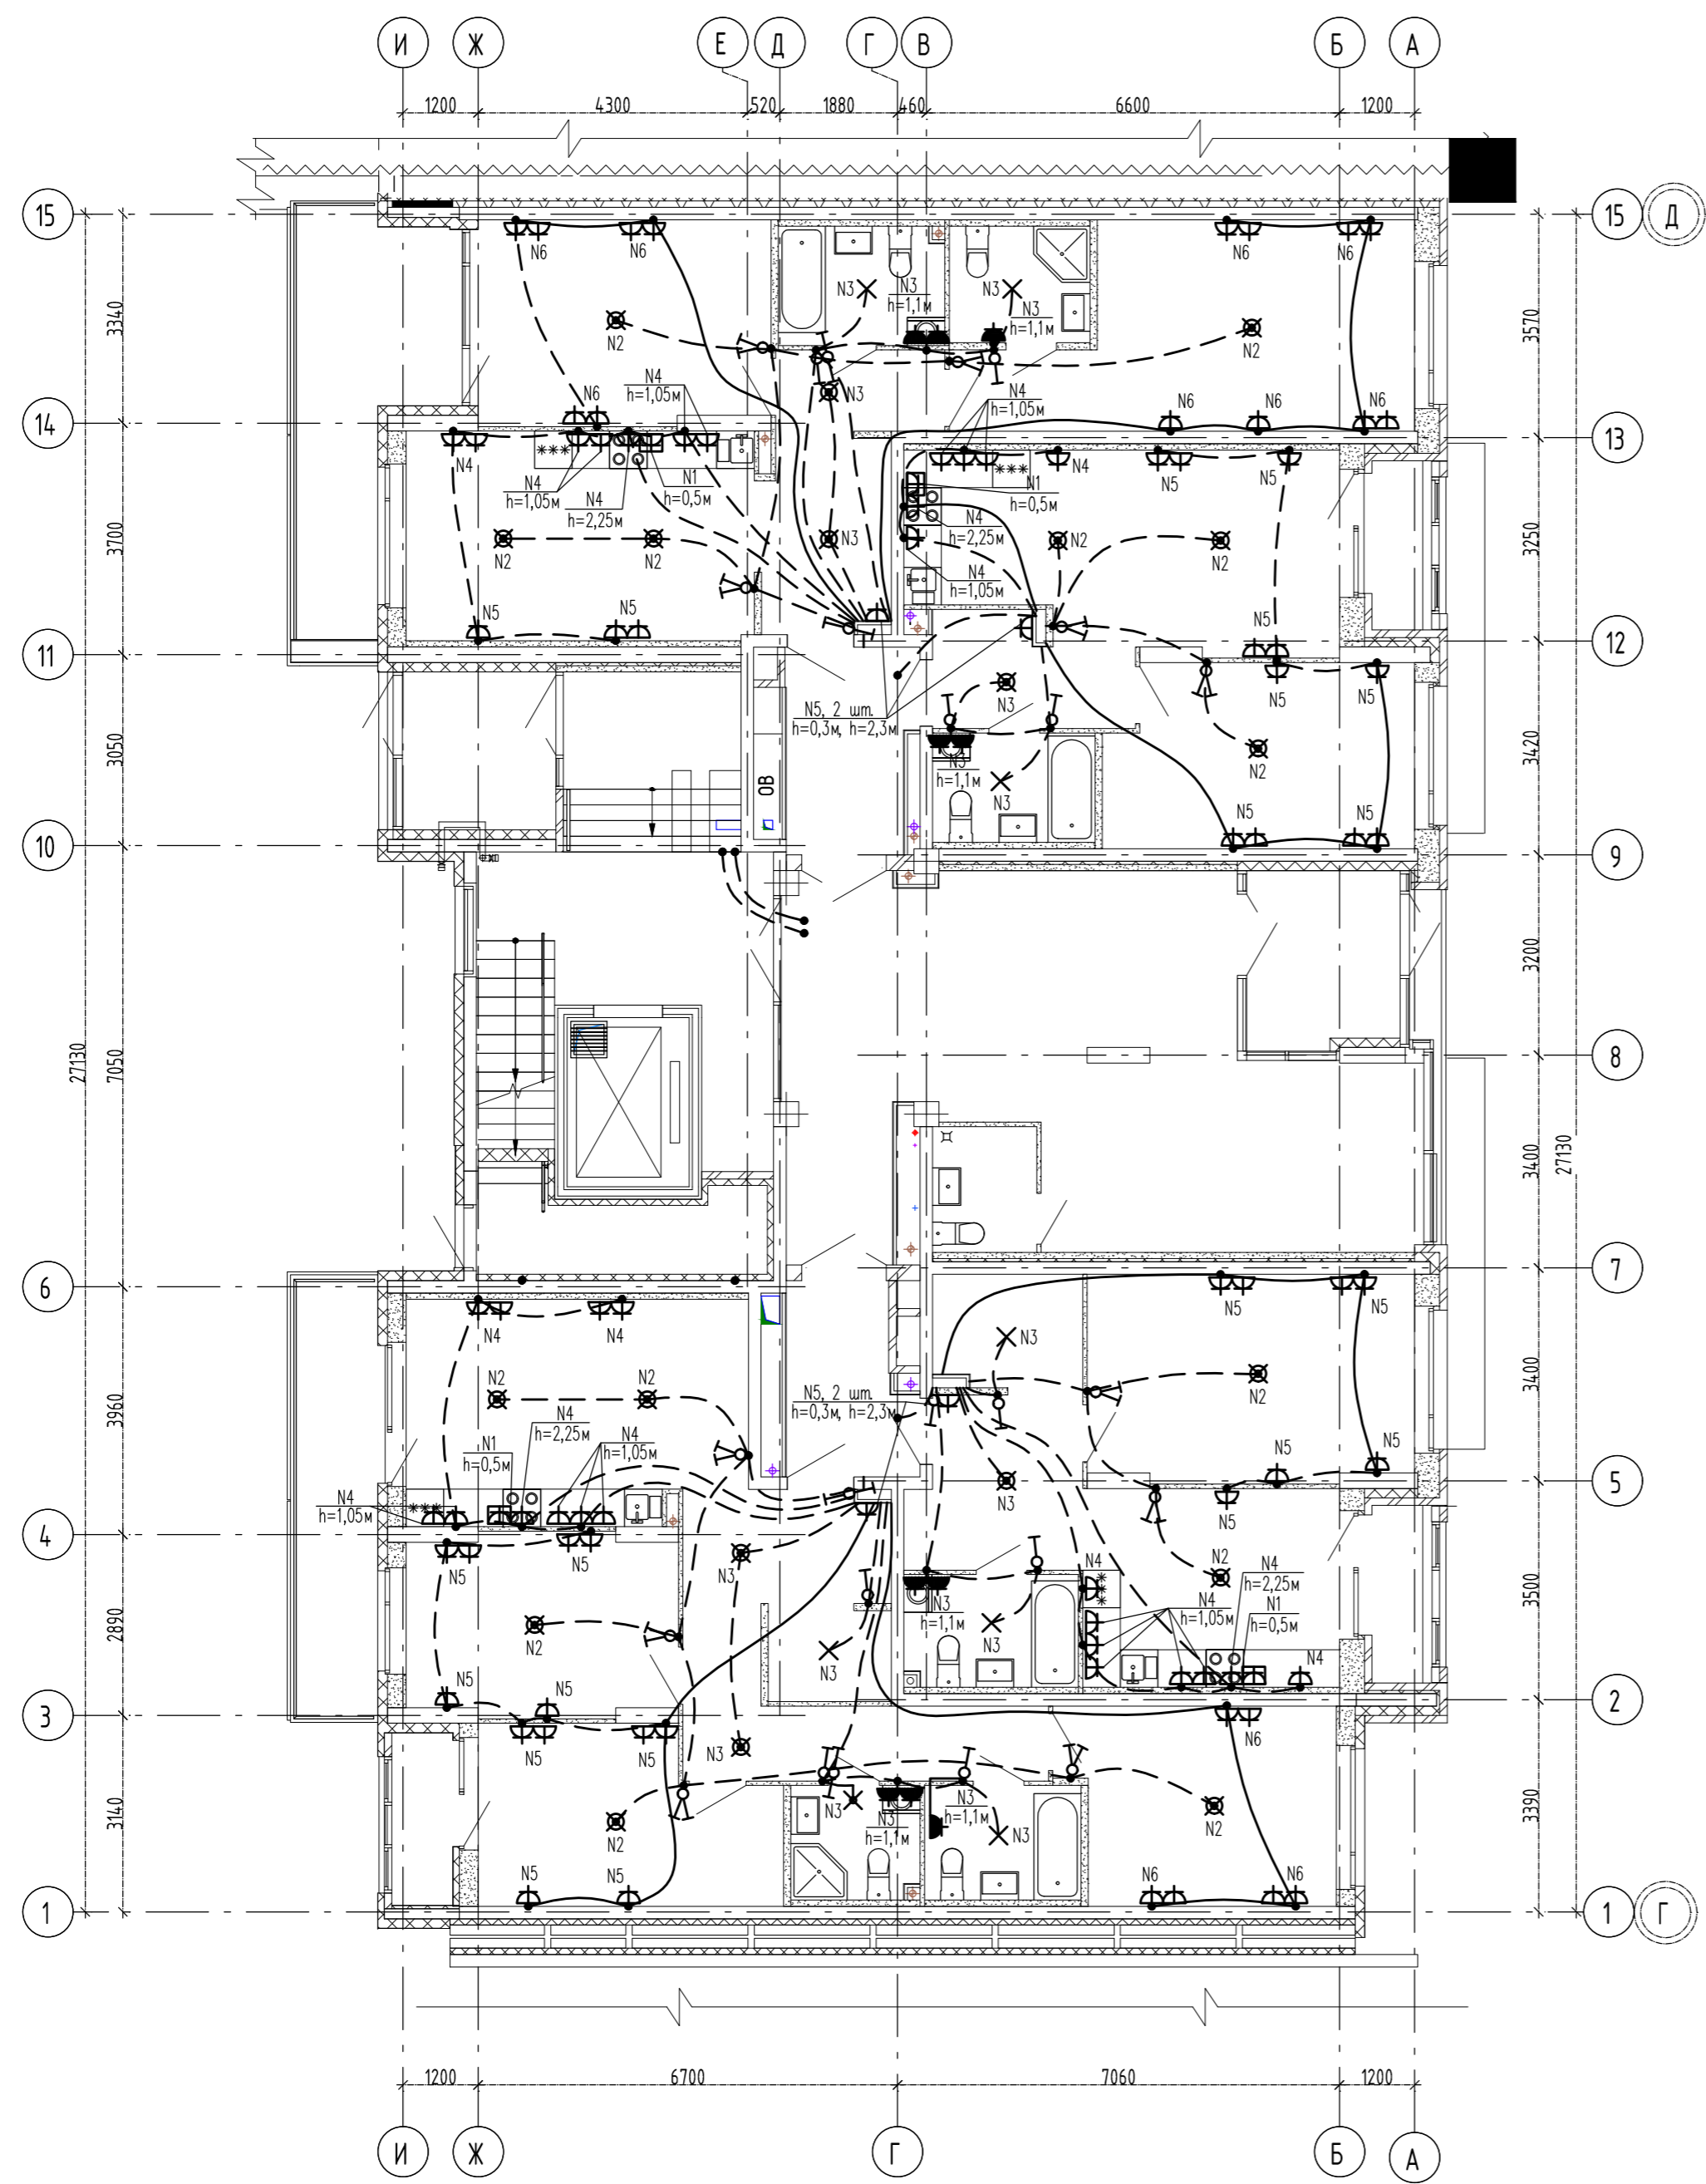 И Ж Е Д Г В Б А
1200 4300 520 1880 460 6600 1200
15 15 Д
N6 N6 N6 N6
N3 N3 N3
h=1,1м
N3
h=1,1м
3340 3570
N2 N2
N4
h=1,05м
N3
N4
h=1,05м
N6 N6 N6 N6
14 13
N4
N4
h=1,05м
N4
h=2,25м
N1
h=0,5м
N4 N5 N5
N1
h=0,5м
N4
h=2,25м
N4
h=1,05м
3700 3250
N2 N2 N3 N2 N2
N5 N5 N5
11 12
N5, 2 шт.
h=0,3м, h=2,3м
N3 N5 N5
3050 3420
ОВ
N3
h=1,1м
N3
N2
N5 N5
10 9
3200
27130 7050
8
3400 27130
6 7
N4 N4 N5 N5
N3
3960 3400
N2 N2 N2
N5, 2 шт.
h=0,3м, h=2,3м
N4
h=2,25м
N1
h=0,5м
N4
h=1,05м
N4
h=1,05м
N3 N5 N5
5
4
N5 N5 N3
N4
N2
N4
h=2,25м
N4
h=1,05м
N1
h=0,5м
N3
h=1,1м
N3
N4
2890 3500
N2 N3
N5 N5
3 2
N5 N5 N3 N6
N3
N3
h=1,1м
N3
h=1,1м
N3
3140 3390
N2 N2
N5 N5 N6 N6
1 1 Г
1200 6700 7060 1200
И Ж Г Б А